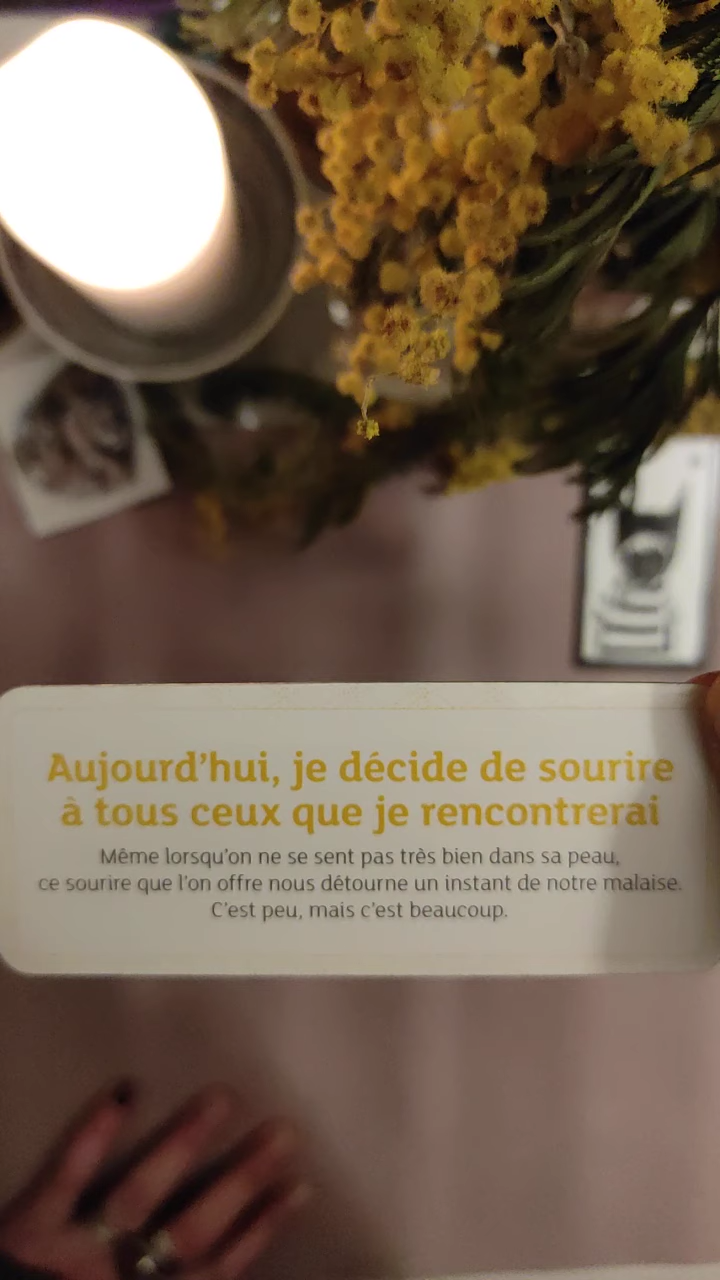 Aujourd'hui, je décide de sourire
à tous ceux que je rencontrerai
Même lorsqu'on ne se sent pas très bien dans sa peau,
ce sourire que l'on offre nous détourne un instant de notre malaise.
C'est peu, mais c'est beaucoup.